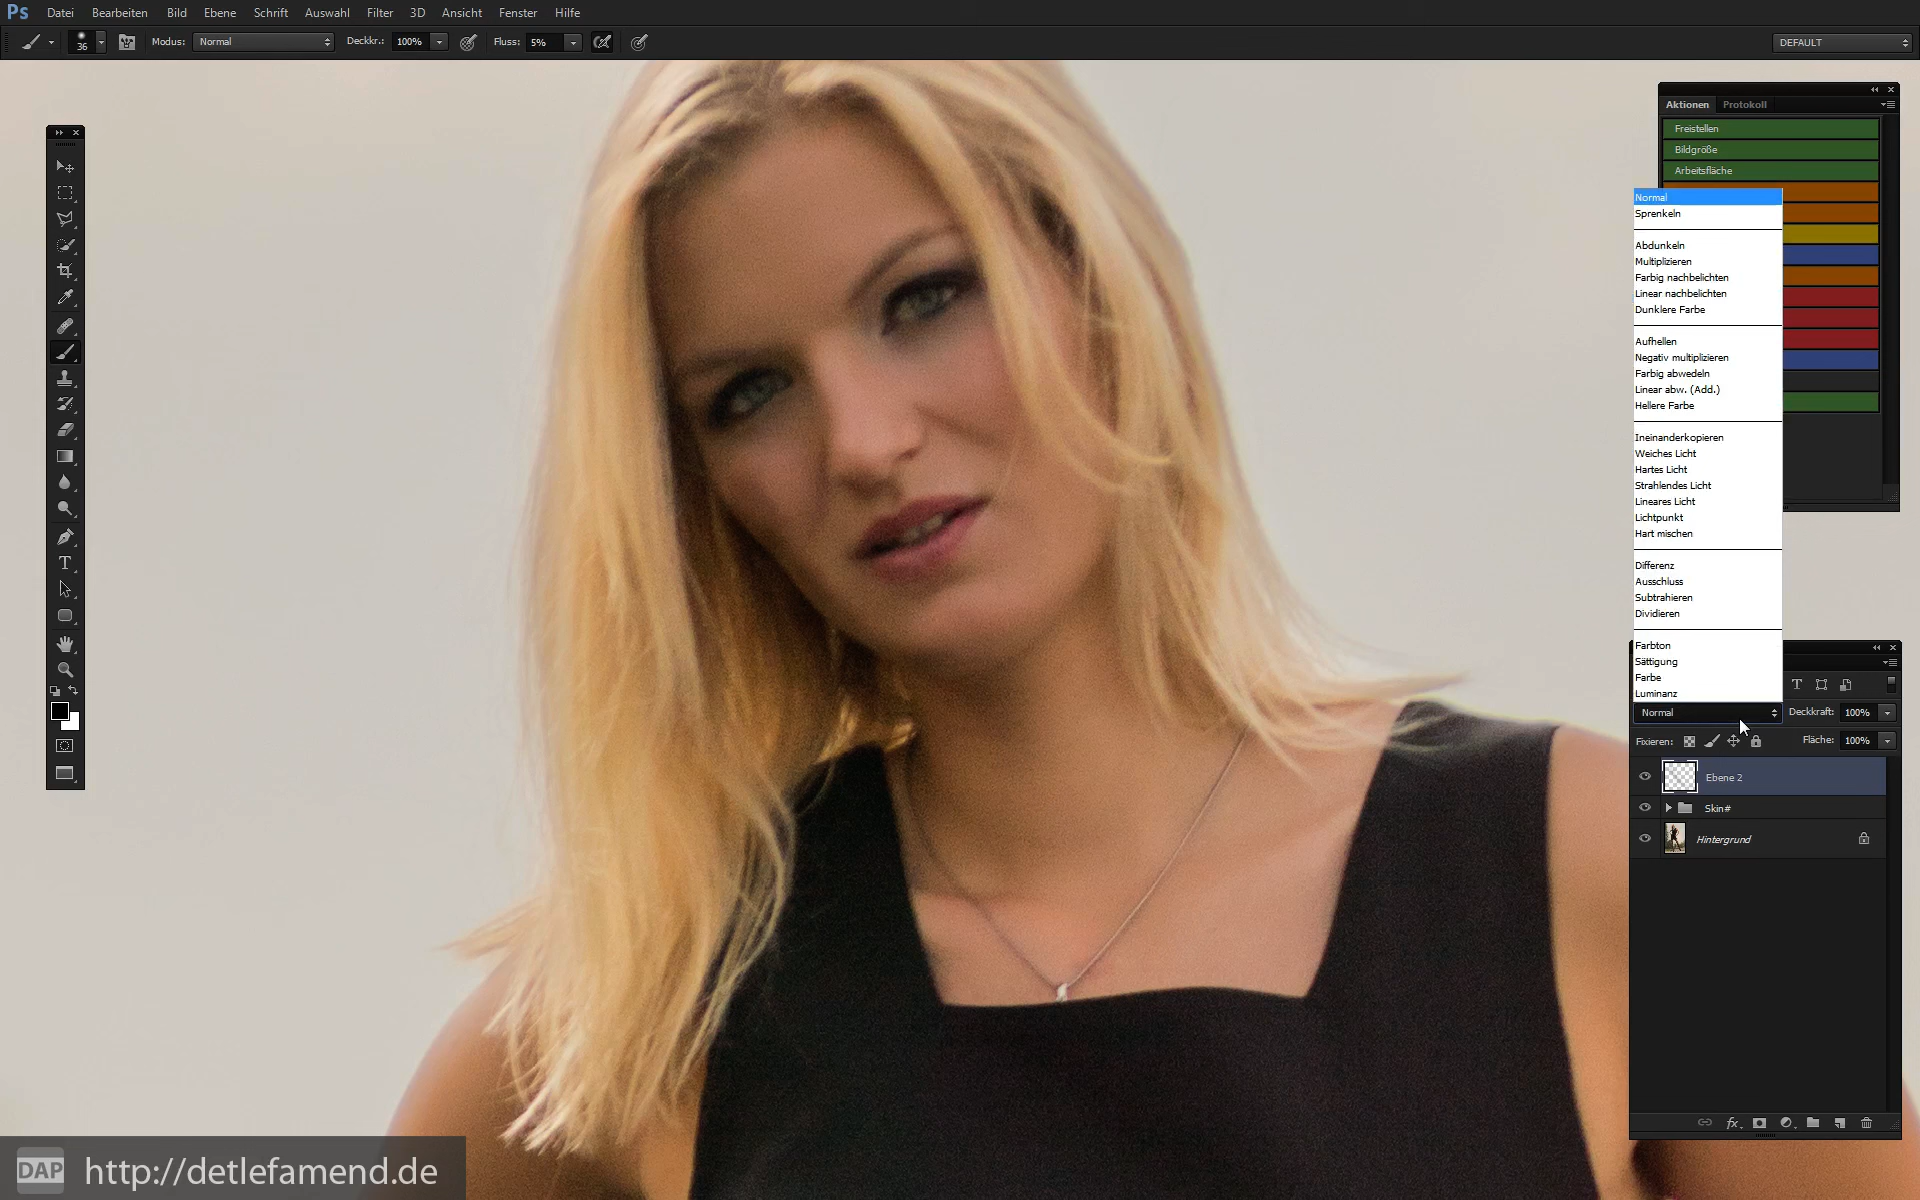 Ps Datei Bearbeiten Bild Ebene Schrift Auswahl Filter 3D Ansicht Fenster Hilfe
36 Modus: Normal Deckkr.: 100% Fluss: 5% DEFAULT
Aktionen Protokoll
Freistellen
Bildgröße
Arbeitsfläche
Normal
Sprenkeln
Abdunkeln
Multiplizieren
Farbig nachbelichten
Linear nachbelichten
Dunklere Farbe
Aufhellen
Negativ multiplizieren
Farbig abwedeln
Linear abw. (Add.)
Hellere Farbe
Ineinanderkopieren
Weiches Licht
Hartes Licht
Strahlendes Licht
Lineares Licht
Lichtpunkt
Hart mischen
Differenz
Ausschluss
Subtrahieren
Dividieren
Farbton
Sättigung
Farbe
Luminanz
Normal Deckkraft: 100%
Fixieren: Fläche: 100%
Ebene 2
Skin#
Hintergrund
fx
DAP http://detlefamend.de